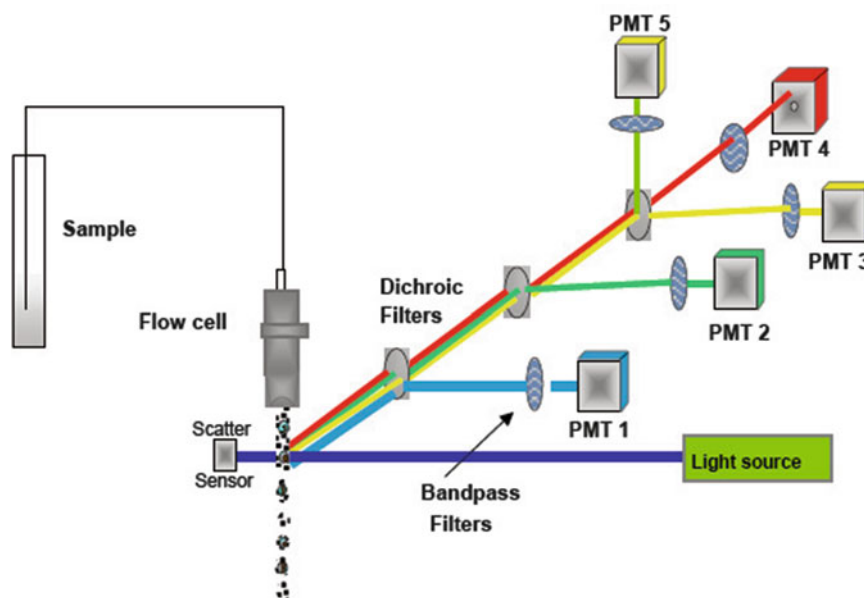 PMT 5
PMT 4
Sample
PMT 3
Dichroic
Filters
Flow cell
PMT 2
Scatter
Sensor
PMT 1
Light source
Bandpass
Filters